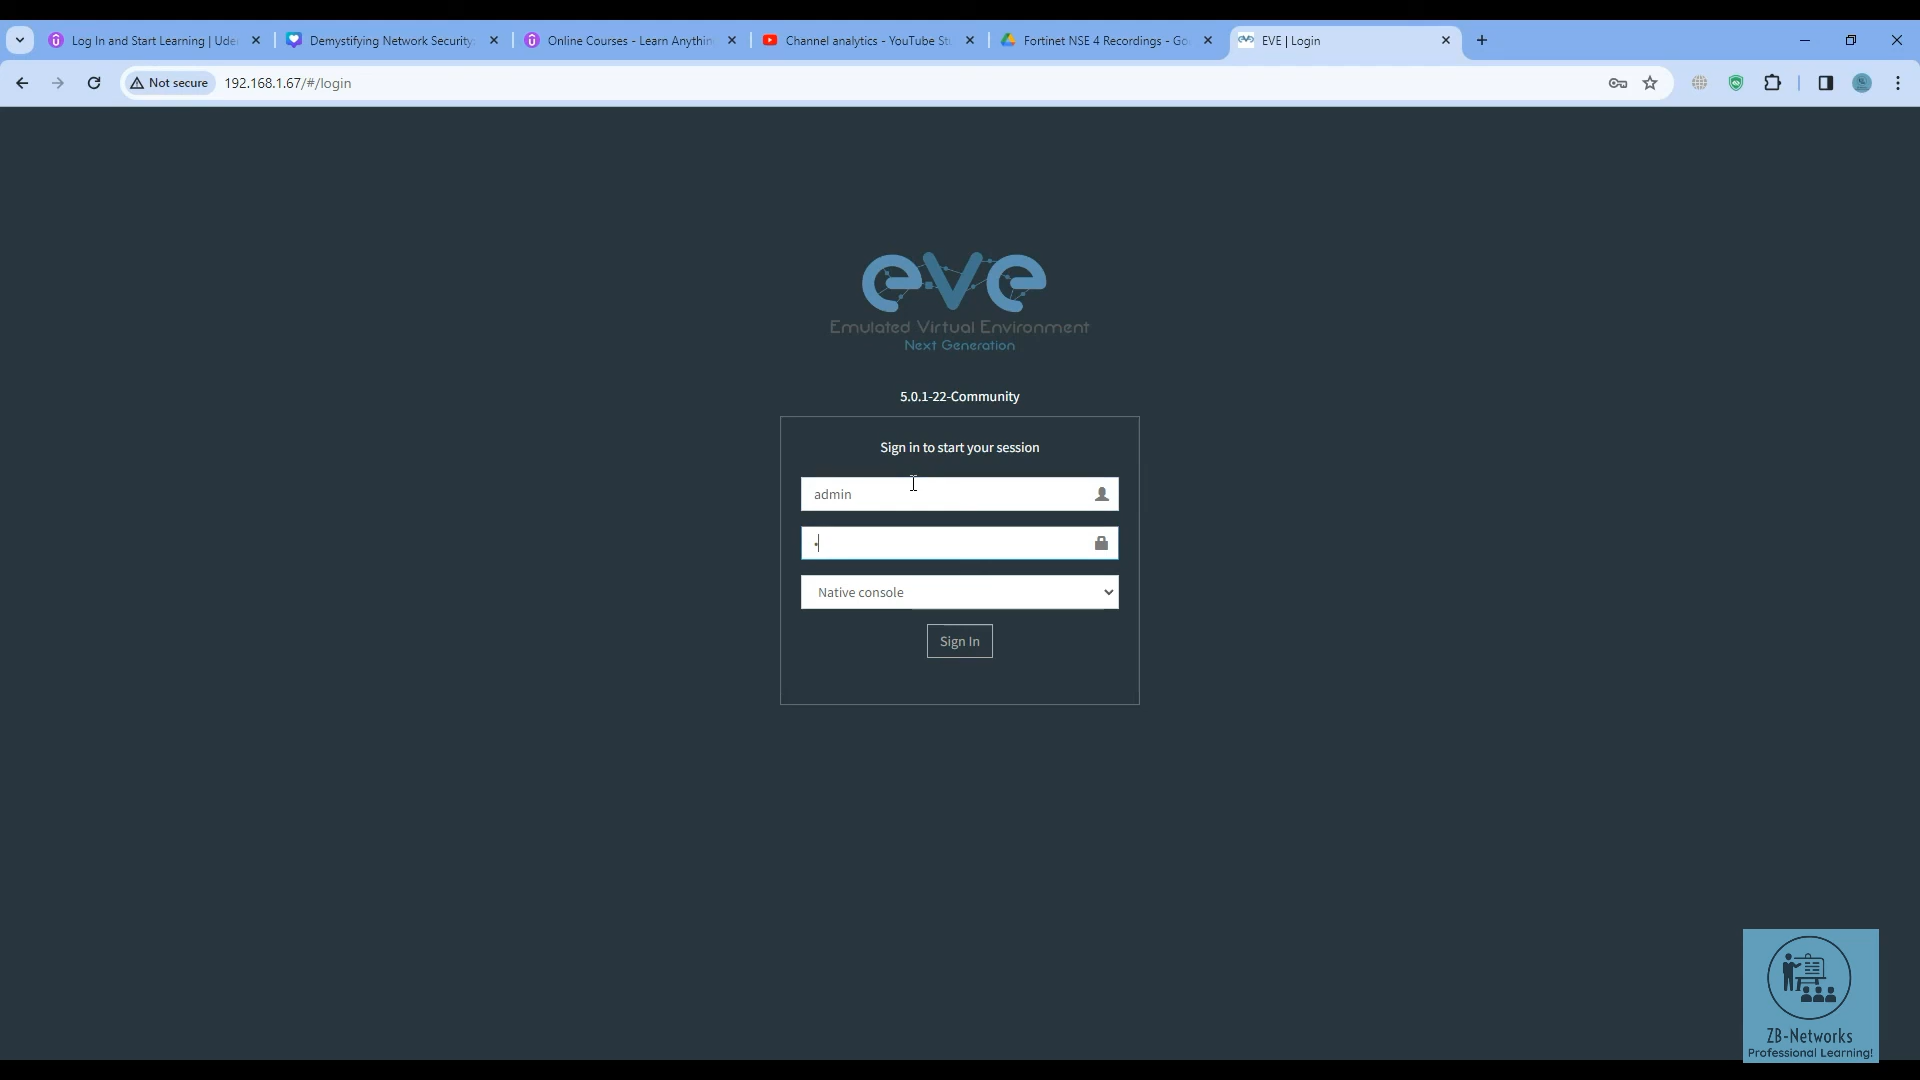 Log In and Start Learning | Ude
Demystifying Network Security:
Online Courses - Learn Anythin
Channel analytics - YouTube St
Fortinet NSE 4 Recordings - Go
EVE | Login
Not secure
192.168.1.67/#/login
eve
Emulated Virtual Environment
Next Generation
5.0.1-22-Community
Sign in to start your session
admin
•
Native console
Sign In
ZB-Networks
Professional Learning!